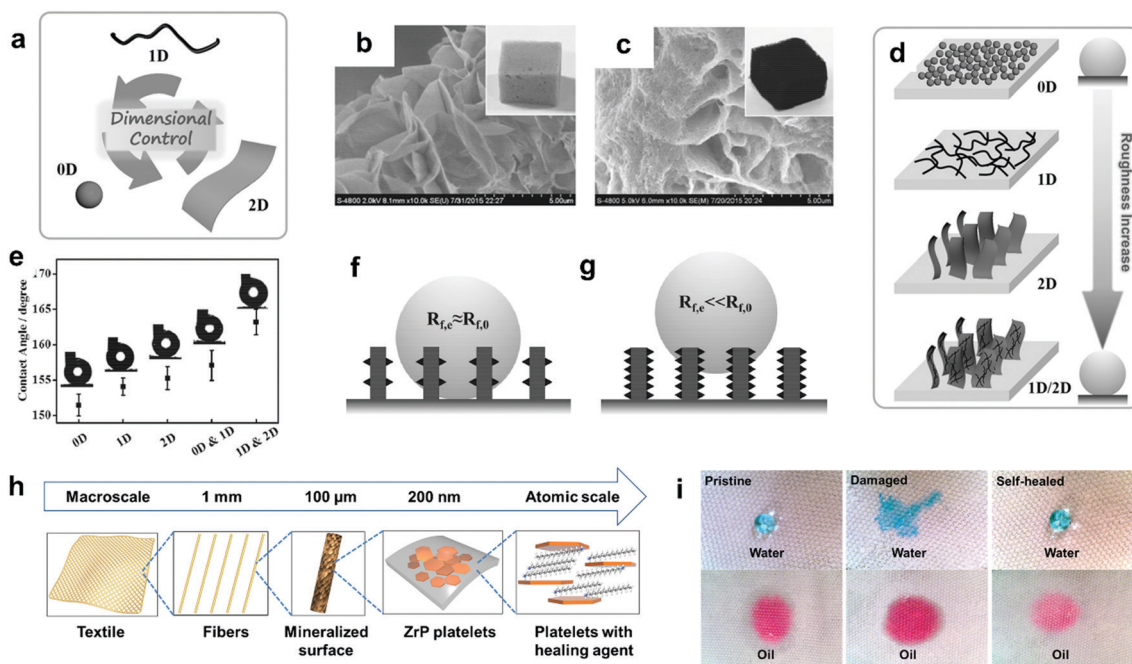 a
1D
Dimensional
Control
0D
2D
b
S-4800 2.0kV 8.1mm x10.0k SE(U) 7/31/2015 22:27
5.00um
c
S-4800 5.0kV 6.0mm x10.0k SE(M) 7/20/2015 20:24
5.00um
d
0D
1D
2D
1D/2D
Roughness Increase
e
Contact Angle / degree
170
165
160
155
150
0D
1D
2D
0D & 1D
1D & 2D
f
Rf,e≈Rf,0
g
Rf,e<<Rf,0
h
Macroscale 1 mm 100 µm 200 nm Atomic scale
Textile
Fibers
Mineralized
surface
ZrP platelets
Platelets with
healing agent
i
Pristine
Damaged
Self-healed
Water
Water
Water
Oil
Oil
Oil